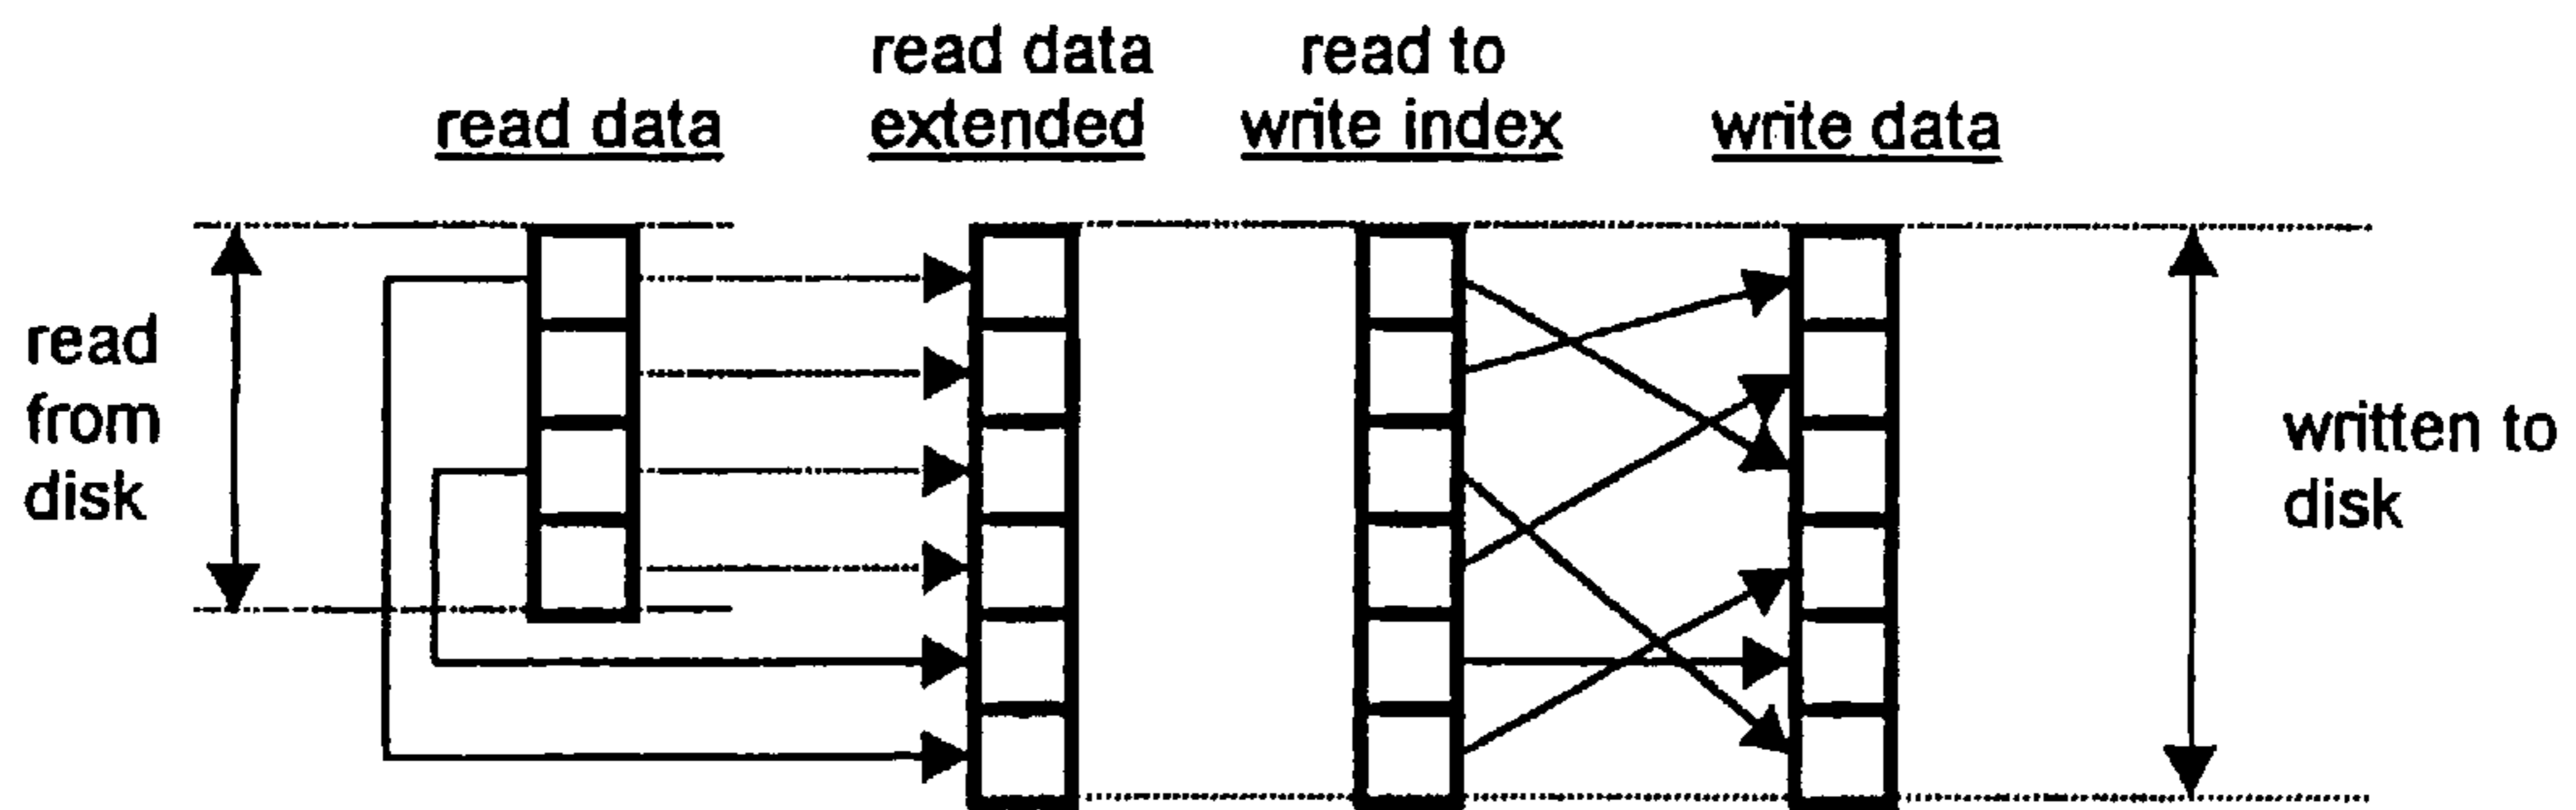 read data
read data
extended
read to
write index
write data
read
from
disk
written to
disk